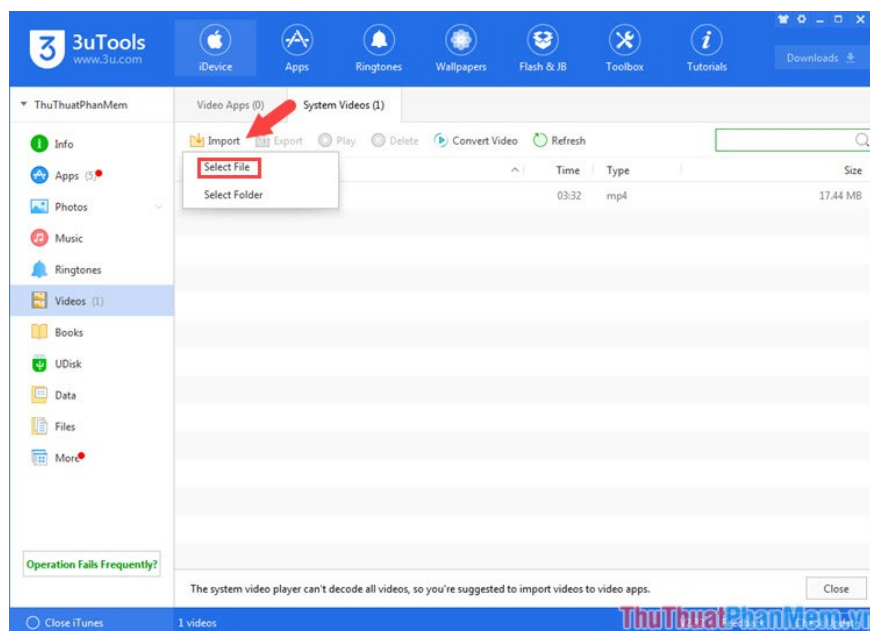 3uTools
www.3u.com
iDevice
Apps
Ringtones
Wallpapers
Flash & JB
Toolbox
Tutorials
Downloads
ThuThuatPhanMem
Video Apps (0)
System Videos (1)
Info
Apps (5)
Photos
Music
Ringtones
Videos (1)
Books
UDisk
Data
Files
More
Operation Fails Frequently?
Import
Export
Play
Delete
Convert Video
Refresh
Select File
Select Folder
Time
Type
Size
03:32
mp4
17.44 MB
The system video player can't decode all videos, so you're suggested to import videos to video apps.
Close
Close iTunes
1 videos
ThuThuatPhanMem.vn